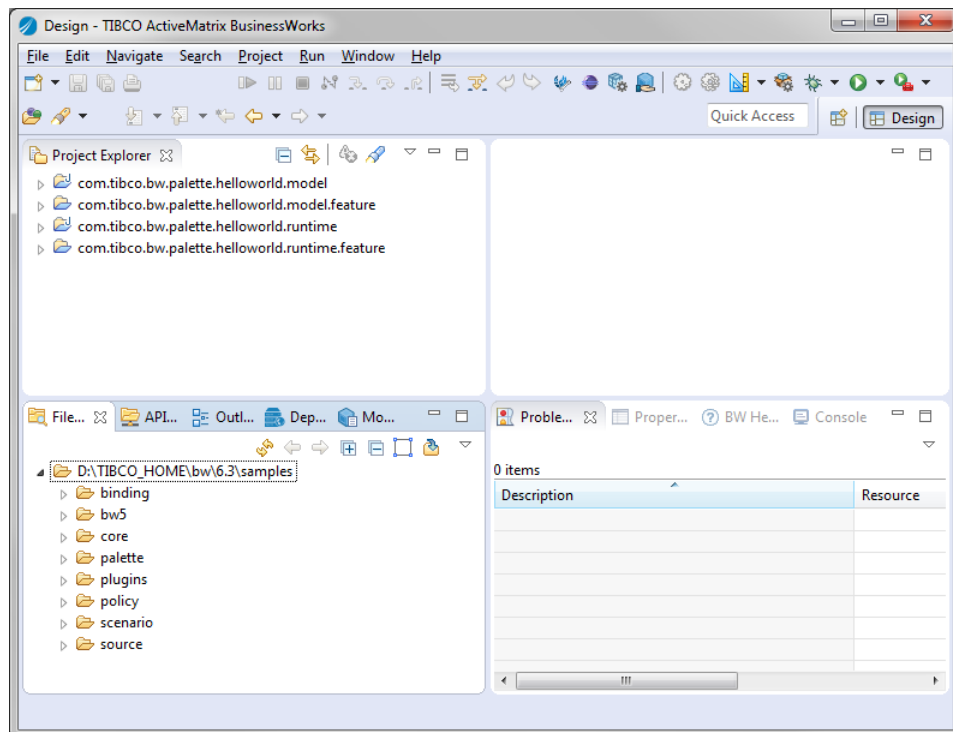 Design - TIBCO ActiveMatrix BusinessWorks
File Edit Navigate Search Project Run Window Help
Quick Access
Design
Project Explorer
com.tibco.bw.palette.helloworld.model
com.tibco.bw.palette.helloworld.model.feature
com.tibco.bw.palette.helloworld.runtime
com.tibco.bw.palette.helloworld.runtime.feature
File... API... Outl... Dep... Mo...
D:\TIBCO_HOME\bw\6.3\samples
binding
bw5
core
palette
plugins
policy
scenario
source
Proble... Proper... BW He... Console
0 items
Description Resource